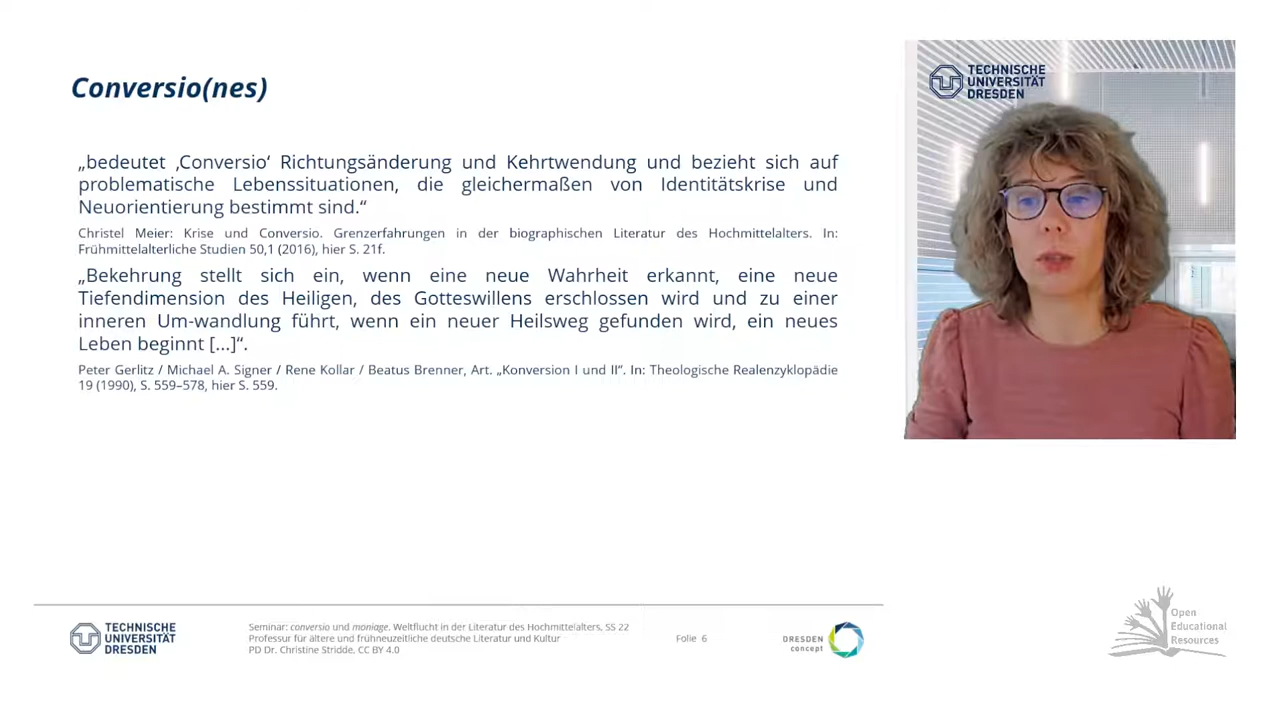 Conversio(nes)
„bedeutet ‚Conversio‘ Richtungsänderung und Kehrtwendung und bezieht sich auf
problematische Lebenssituationen, die gleichermaßen von Identitätskrise und
Neuorientierung bestimmt sind.“
Christel Meier: Krise und Conversio. Grenzerfahrungen in der biographischen Literatur des Hochmittelalters. In:
Frühmittelalterliche Studien 50,1 (2016), hier S. 21f.
„Bekehrung stellt sich ein, wenn eine neue Wahrheit erkannt, eine neue
Tiefendimension des Heiligen, des Gotteswillens erschlossen wird und zu einer
inneren Um-wandlung führt, wenn ein neuer Heilsweg gefunden wird, ein neues
Leben beginnt [...]“.
Peter Gerlitz / Michael A. Signer / Rene Kollar / Beatus Brenner, Art. „Konversion I und II“. In: Theologische Realenzyklopädie
19 (1990), S. 559–578, hier S. 559.
TECHNISCHE
UNIVERSITÄT
DRESDEN
TECHNISCHE
UNIVERSITÄT
DRESDEN
Seminar: conversio und moniage. Weltflucht in der Literatur des Hochmittelalters, SS 22
Professur für ältere und frühneuzeitliche deutsche Literatur und Kultur
PD Dr. Christine Stridde, CC BY 4.0
Folie 6
DRESDEN
concept
Open
Educational
Resources